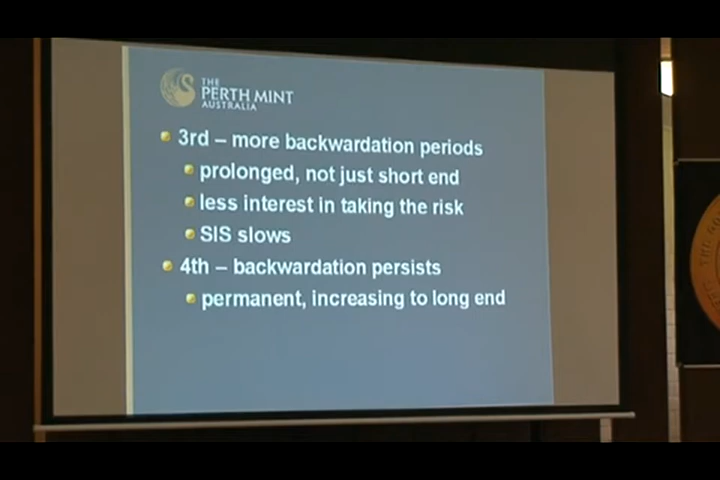 THE
PERTH MINT
AUSTRALIA
3rd – more backwardation periods
prolonged, not just short end
less interest in taking the risk
SIS slows
4th – backwardation persists
permanent, increasing to long end